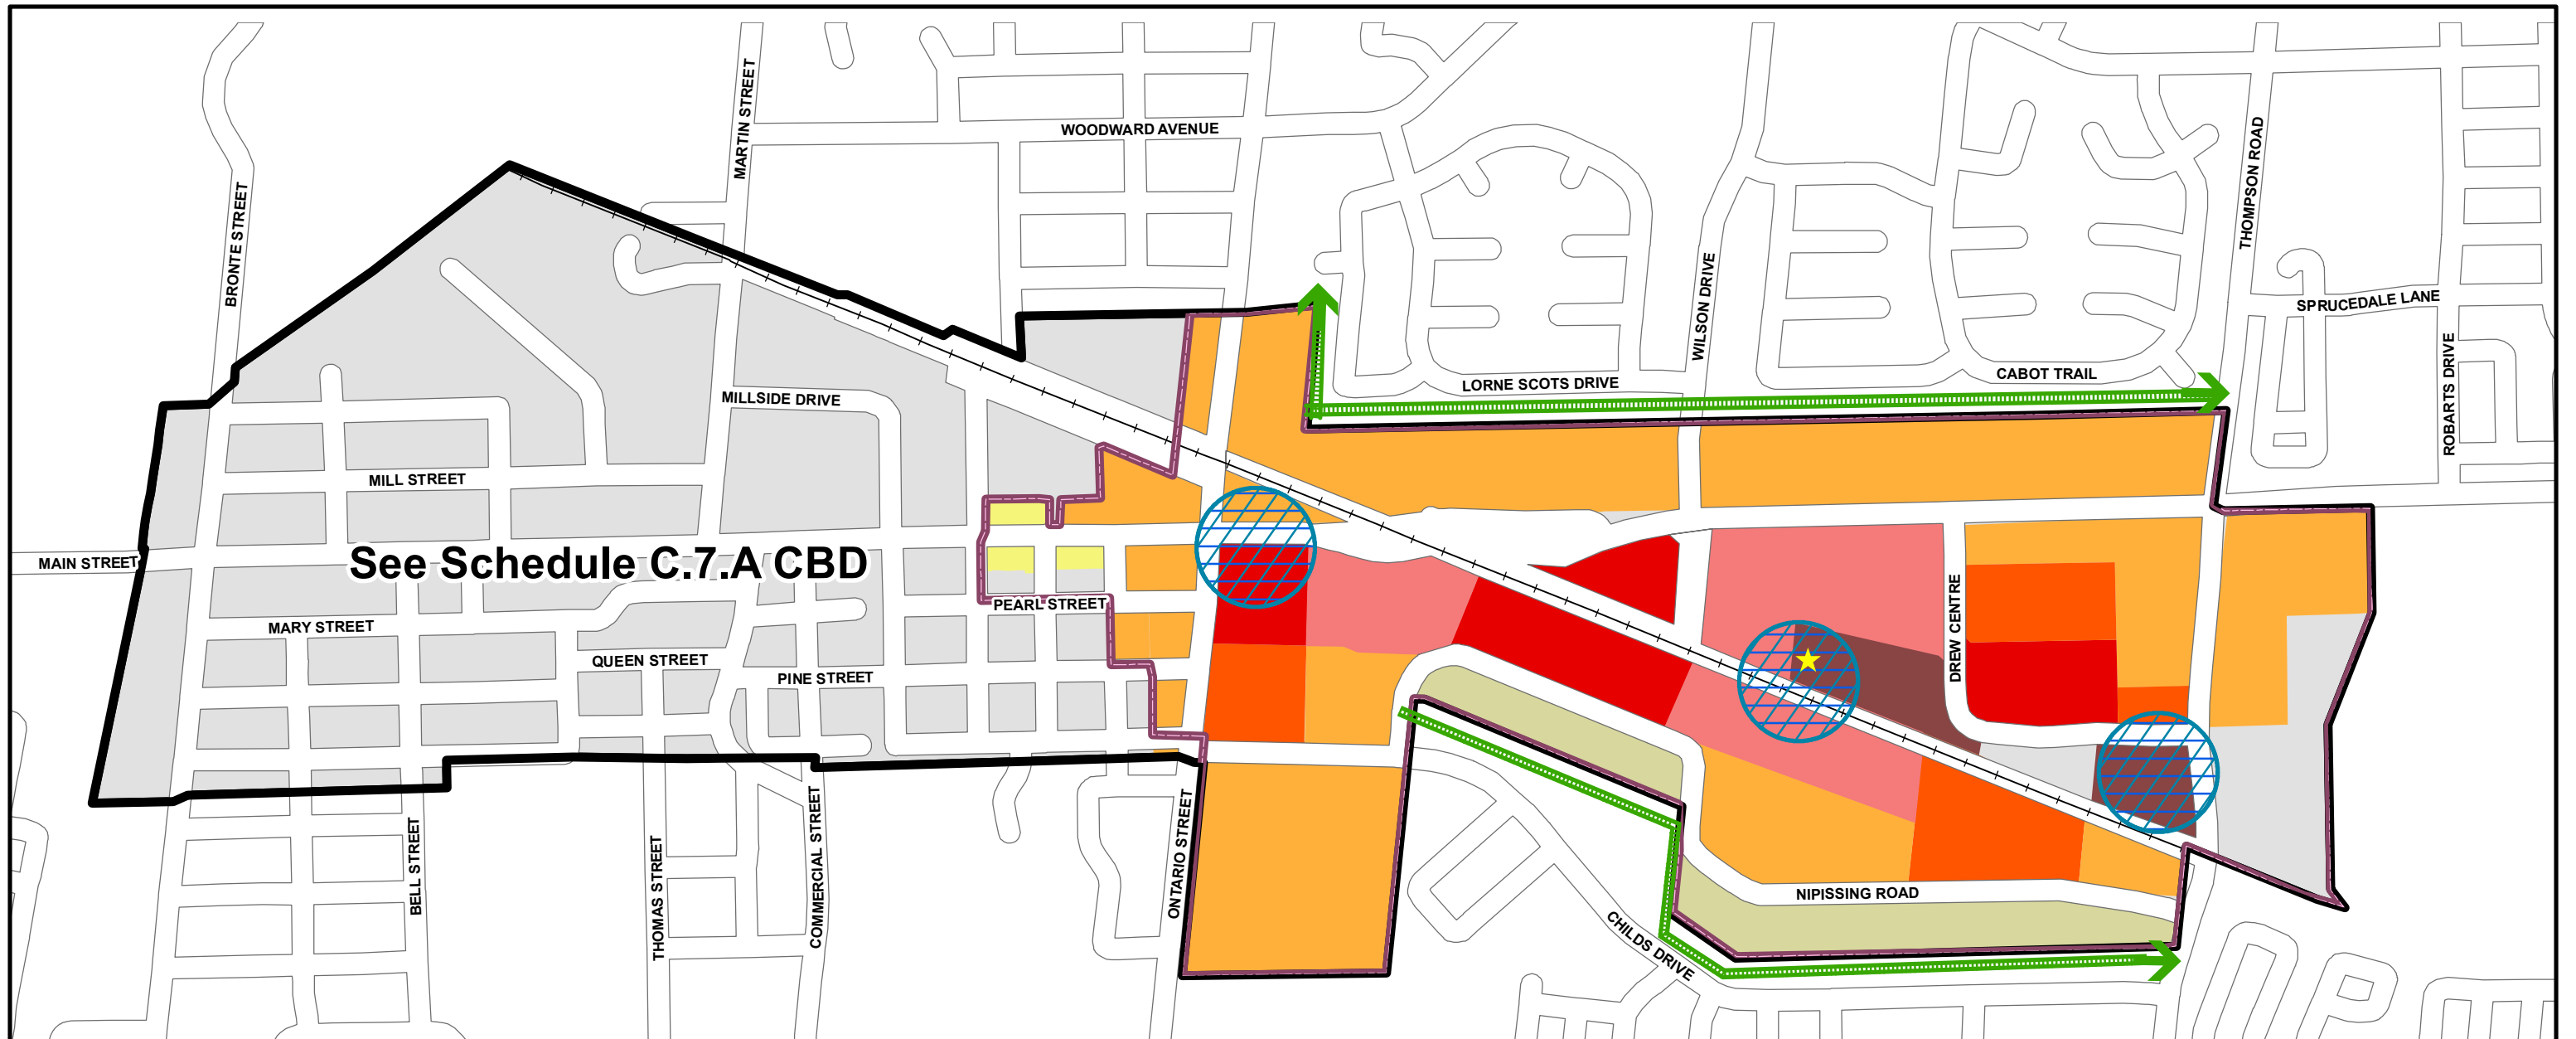 WOODWARD AVENUE
MARTIN STREET
THOMPSON ROAD
BRONTE STREET
WILSON DRIVE
SPRUCEDALE LANE
ROBARTS DRIVE
CABOT TRAIL
LORNE SCOTS DRIVE
MILLSIDE DRIVE
MILL STREET
MAIN STREET
See Schedule C.7.A CBD
PEARL STREET
DREW CENTRE
MARY STREET
QUEEN STREET
PINE STREET
ONTARIO STREET
BELL STREET
THOMAS STREET
COMMERCIAL STREET
NIPISSING ROAD
CHILDS DRIVE